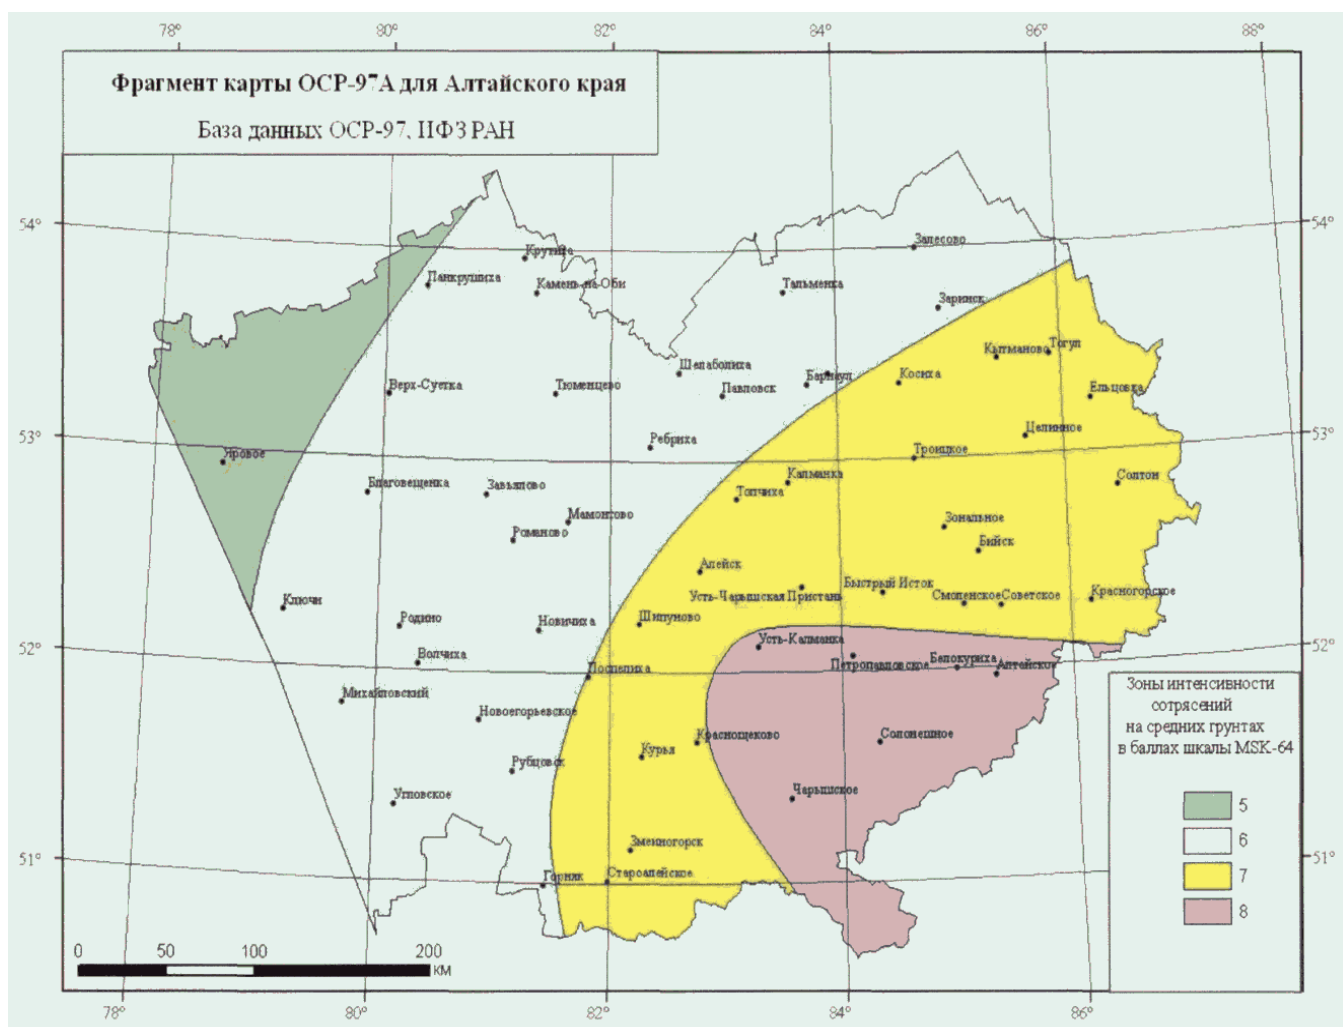 78° 80° 82° 84° 86° 88°
Фрагмент карты ОСР-97А для Алтайского края
База данных ОСР-97, ИФЗ РАН
54° 54°
Залесово
Крутиха
Панкрушиха
Камень-на-Оби
Тальменка
Заринск
Кытманово
Тогул
Шелаболиха
Барнаул
Косиха
Верх-Суетка
Тюменцево
Павловск
Ельцовка
53° 53°
Целинное
Ребриха
Яровое
Троицкое
Калманка
Солтон
Благовещенка
Завьялово
Топчиха
Мамонтово
Романово
Зональное
Бийск
Алейск
Быстрый Исток
Усть-Чарышская Пристань
Смоленское
Советское
Красногорское
Ключи
Родино
Новичиха
Шипуново
52° 52°
Усть-Калманка
Волчиха
Поспелиха
Петропавловское
Белокуриха
Алтайское
Михайловский
Новоегорьевское
Краснощеково
Солонешное
Курья
Рубцовск
Угловское
Чарышское
Змеиногорск
51° 51°
Горняк
Староалейское
Зоны интенсивности
сотрясений
на средних грунтах
в баллах шкалы MSK-64
5
6
7
8
0 50 100 200
км
78° 80° 82° 84° 86°